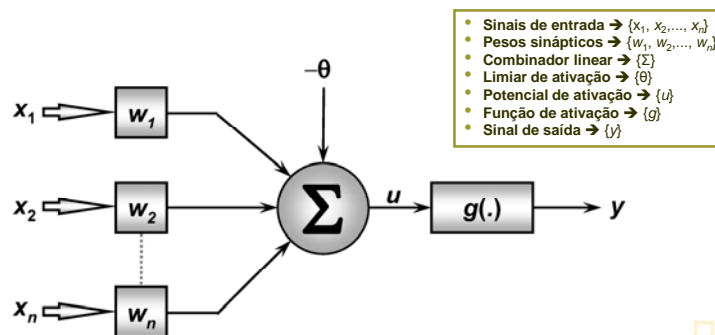 • Sinais de entrada ➔ {x₁, x₂,..., xₙ}
• Pesos sinápticos ➔ {w₁, w₂,..., wₙ}
• Combinador linear ➔ {Σ}
• Limiar de ativação ➔ {θ}
• Potencial de ativação ➔ {u}
• Função de ativação ➔ {g}
• Sinal de saída ➔ {y}
−θ
x₁ w₁
x₂ w₂ Σ u g(.) y
xₙ wₙ